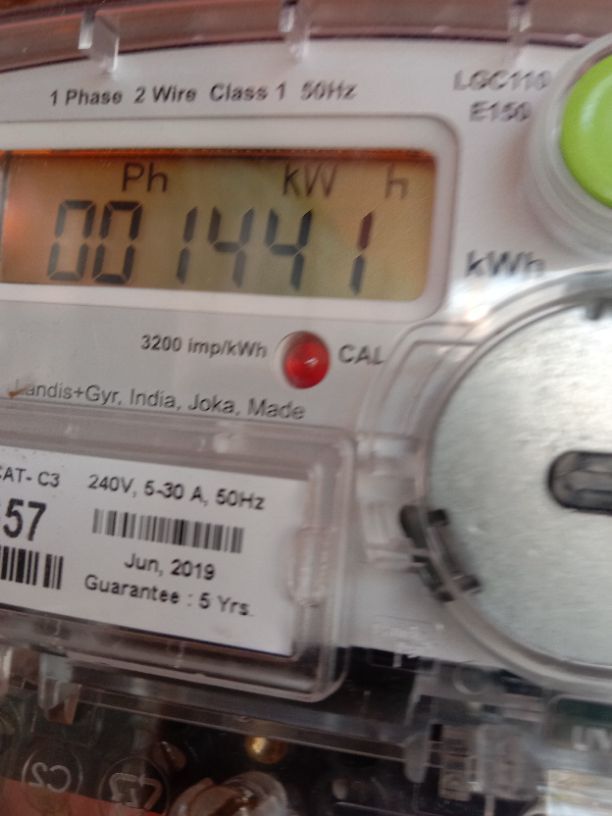 1 Phase 2 Wire Class 1 50Hz
LGC110
E150
Ph kW h
001441
kWh
3200 imp/kWh CAL
Landis+Gyr, India, Joka, Made
CAT- C3 240V, 5-30 A, 50Hz
57
Jun, 2019
Guarantee : 5 Yrs.
C2